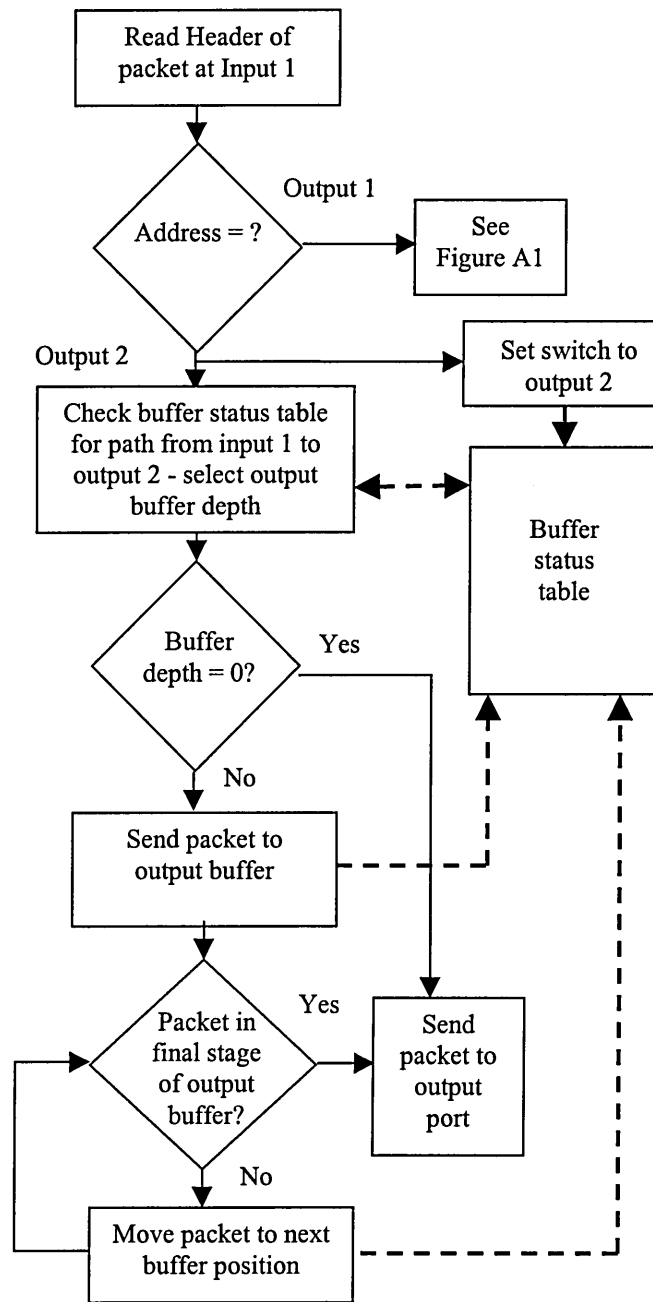 Read Header of
packet at Input 1
Output 1
Address = ?
See
Figure A1
Output 2
Set switch to
output 2
Check buffer status table
for path from input 1 to
output 2 - select output
buffer depth
Buffer
status
table
Buffer
depth = 0?
Yes
No
Send packet to
output buffer
Yes
Packet in
final stage
of output
buffer?
Send
packet to
output
port
No
Move packet to next
buffer position